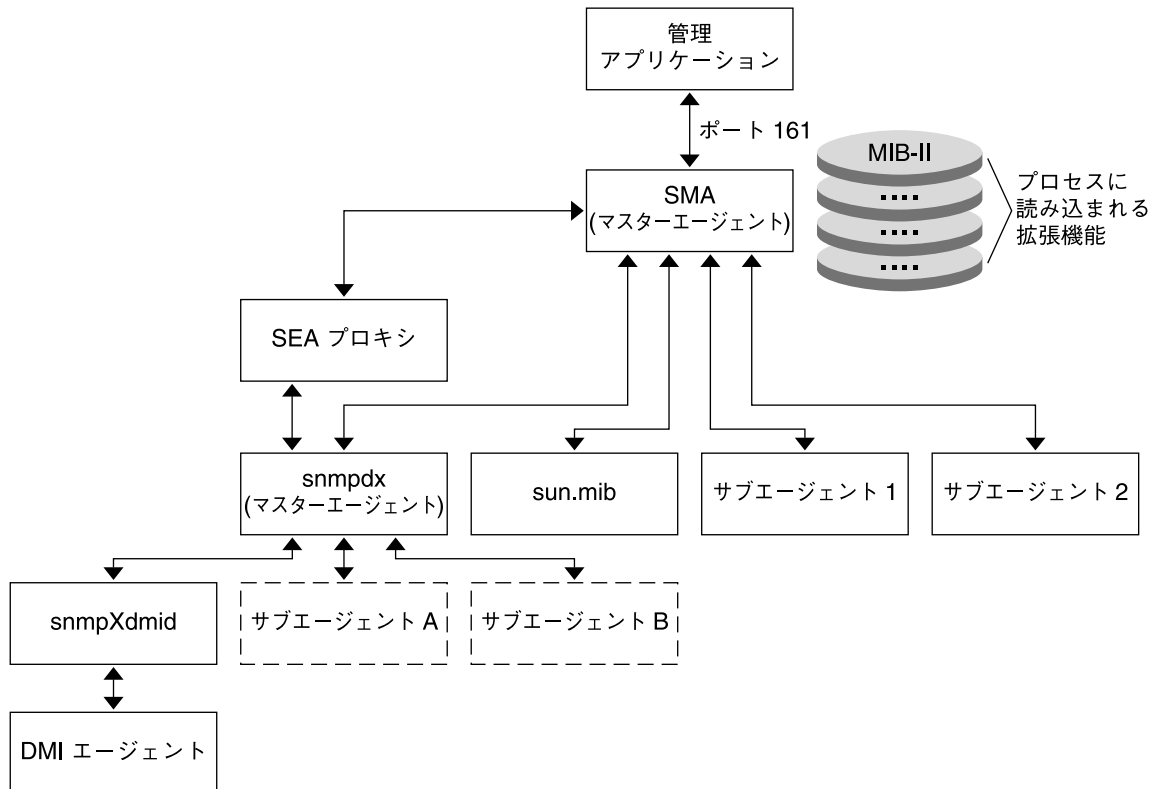 管理
アプリケーション
ポート 161
MIB-II
....
....
....
プロセスに
読み込まれる
拡張機能
SMA
(マスターエージェント)
SEA プロキシ
snmpdx
(マスターエージェント)
sun.mib
サブエージェント 1
サブエージェント 2
snmpXdmid
サブエージェント A
サブエージェント B
DMI エージェント